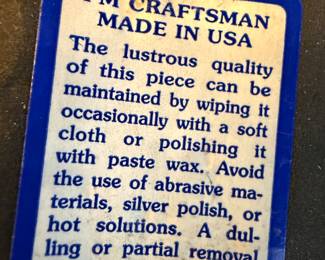 PM CRAFTSMAN
MADE IN USA
The lustrous quality
of this piece can be
maintained by wiping it
occasionally with a soft
cloth or polishing it
with paste wax. Avoid
the use of abrasive ma-
terials, silver polish, or
hot solutions. A dul-
ling or partial removal